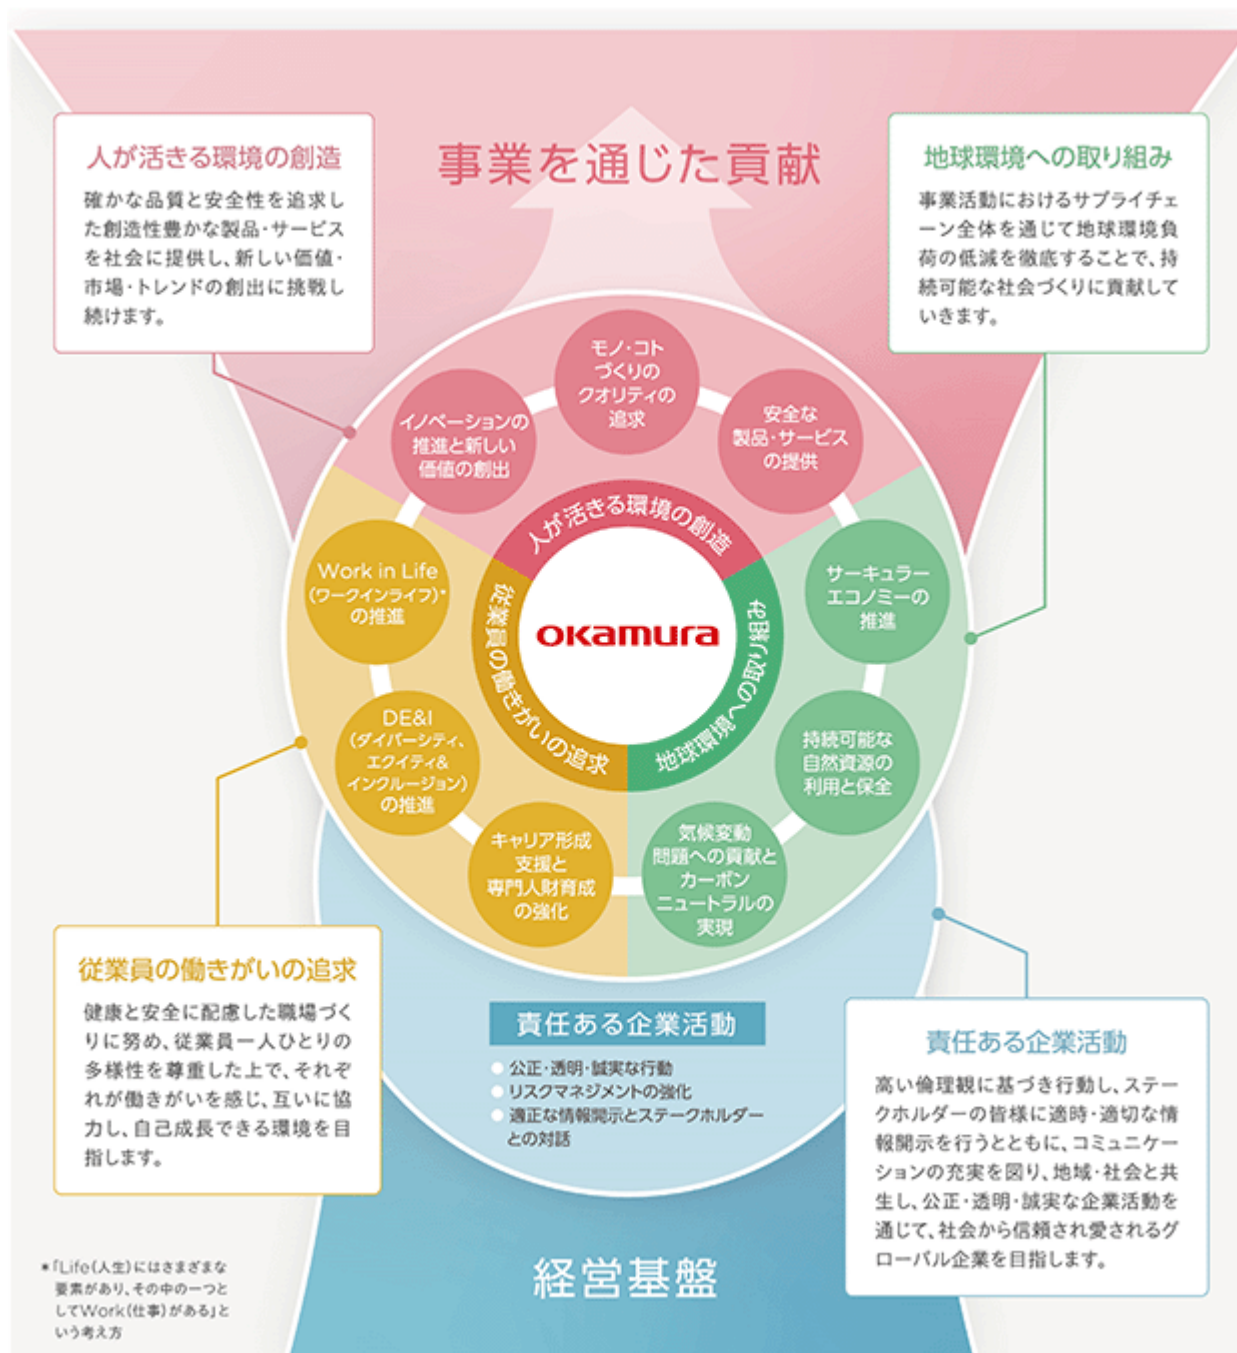 事業を通じた貢献
人が活きる環境の創造
確かな品質と安全性を追求し
た創造性豊かな製品・サービス
を社会に提供し、新しい価値・
市場・トレンドの創出に挑戦し
続けます。
地球環境への取り組み
事業活動におけるサプライチェ
ーン全体を通じて地球環境負
荷の低減を徹底することで、持
続可能な社会づくりに貢献して
いきます。
モノ・コト
づくりの
クオリティの
追求
イノベーションの
推進と新しい
価値の創出
安全な
製品・サービス
の提供
人が活きる環境の創造
Work in Life
(ワークインライフ)*
の推進
サーキュラー
エコノミーの
推進
従業員の働きがいの追求
OKamura
地球環境への取り組み
DE&I
(ダイバーシティ、
エクイティ&
インクルージョン)
の推進
持続可能な
自然資源の
利用と保全
キャリア形成
支援と
専門人財育成
の強化
気候変動
問題への貢献と
カーボン
ニュートラルの
実現
従業員の働きがいの追求
健康と安全に配慮した職場づく
りに努め、従業員一人ひとりの
多様性を尊重した上で、それぞ
れが働きがいを感じ、互いに協
力し、自己成長できる環境を目
指します。
責任ある企業活動
公正・透明・誠実な行動
リスクマネジメントの強化
適正な情報開示とステークホルダー
との対話
責任ある企業活動
高い倫理観に基づき行動し、ステー
クホルダーの皆様に適時・適切な情
報開示を行うとともに、コミュニケー
ションの充実を図り、地域・社会と共
生し、公正・透明・誠実な企業活動を
通じて、社会から信頼され愛されるグ
ローバル企業を目指します。
経営基盤
*「Life(人生)にはさまざまな
要素があり、その中の一つと
してWork(仕事)がある」と
いう考え方